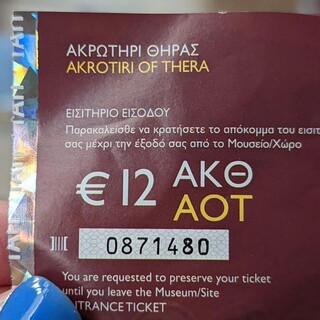 ΑΚΡΩΤΗΡΙ ΘΗΡΑΣ
AKROTIRI OF THERA
ΕΙΣΙΤΗΡΙΟ ΕΙΣΟΔΟΥ
Παρακαλείσθε να κρατήσετε το απόκομμα του εισιτ
σας μέχρι την έξοδό σας από το Μουσείο/Χώρο
€12 ΑΚΘ
AOT
0871480
You are requested to preserve your ticket
until you leave the Museum/Site
ENTRANCE TICKET